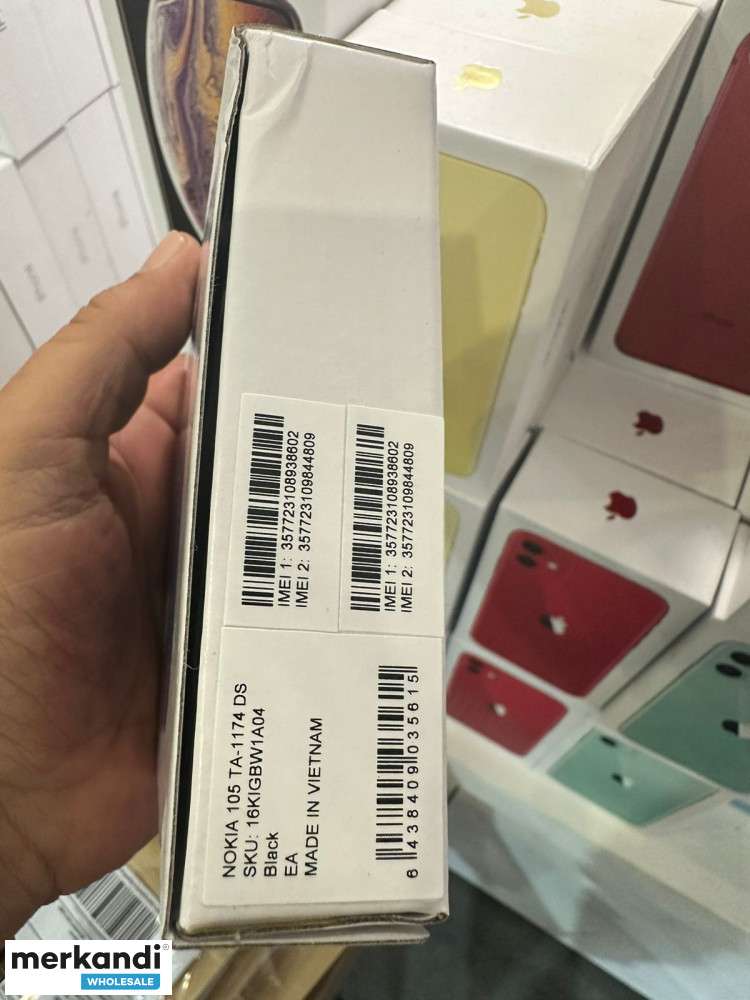 IMEI 1: 357723108938602
IMEI 2: 357723109844809
IMEI 1: 357723108938602
IMEI 2: 357723109844809
NOKIA 105 TA-1174 DS
SKU: 16KIGBW1A04
Black
EA
MADE IN VIETNAM
6 438409 035615
merkandi®
WHOLESALE